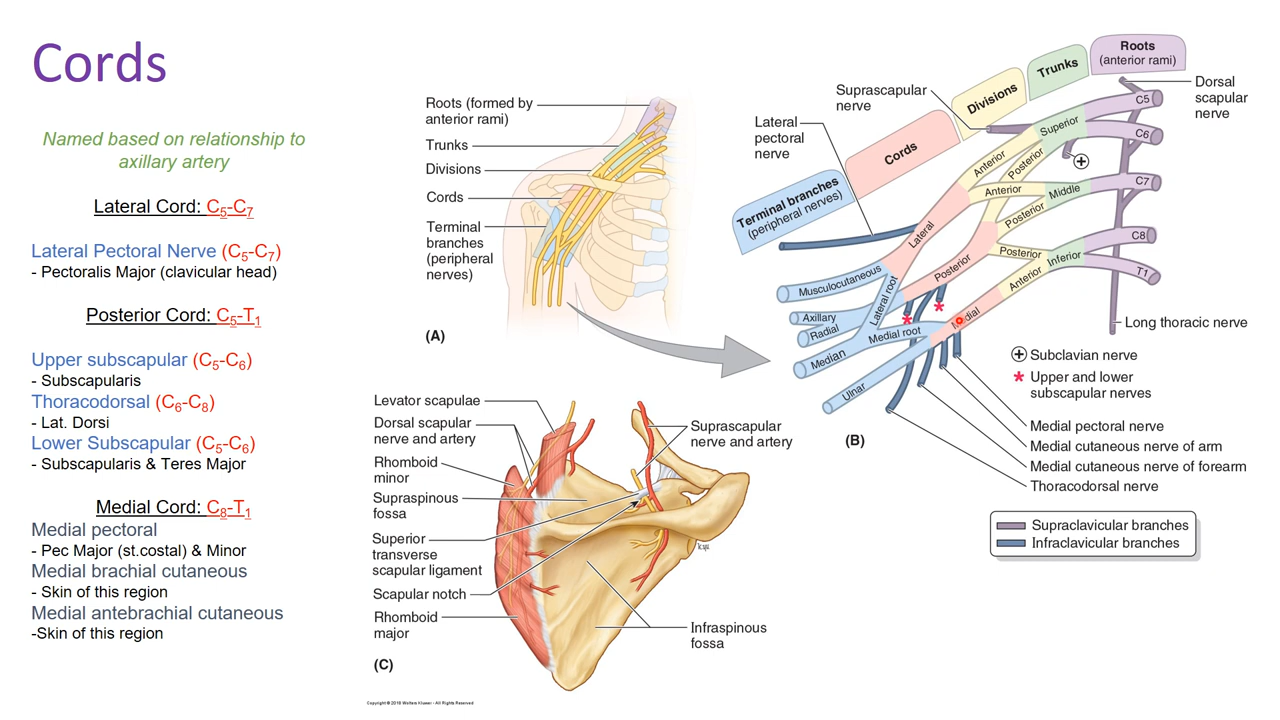 Cords
Named based on relationship to
axillary artery
Lateral Cord: C5-C7
Lateral Pectoral Nerve (C5-C7)
- Pectoralis Major (clavicular head)
Posterior Cord: C5-T1
Upper subscapular (C5-C6)
- Subscapularis
Thoracodorsal (C6-C8)
- Lat. Dorsi
Lower Subscapular (C5-C6)
- Subscapularis & Teres Major
Medial Cord: C8-T1
Medial pectoral
- Pec Major (st.costal) & Minor
Medial brachial cutaneous
- Skin of this region
Medial antebrachial cutaneous
-Skin of this region
Roots (formed by
anterior rami)
Trunks
Divisions
Cords
Terminal
branches
(peripheral
nerves)
(A)
Levator scapulae
Dorsal scapular
nerve and artery
Rhomboid
minor
Supraspinous
fossa
Superior
transverse
scapular ligament
Scapular notch
Rhomboid
major
(C)
Suprascapular
nerve and artery
Infraspinous
fossa
Roots
(anterior rami)
Trunks
Divisions
Cords
Terminal branches
(peripheral nerves)
Suprascapular
nerve
Lateral
pectoral
nerve
Dorsal
scapular
nerve
C5
C6
C7
C8
T1
Superior
Middle
Inferior
Anterior
Posterior
Anterior
Posterior
Posterior
Anterior
Lateral
Posterior
Medial
Musculocutaneous
Axillary
Radial
Median
Ulnar
Lateral root
Medial root
Long thoracic nerve
Subclavian nerve
* Upper and lower
subscapular nerves
Medial pectoral nerve
Medial cutaneous nerve of arm
Medial cutaneous nerve of forearm
Thoracodorsal nerve
(B)
Supraclavicular branches
Infraclavicular branches
Copyright © 2018 Wolters Kluwer - All Rights Reserved